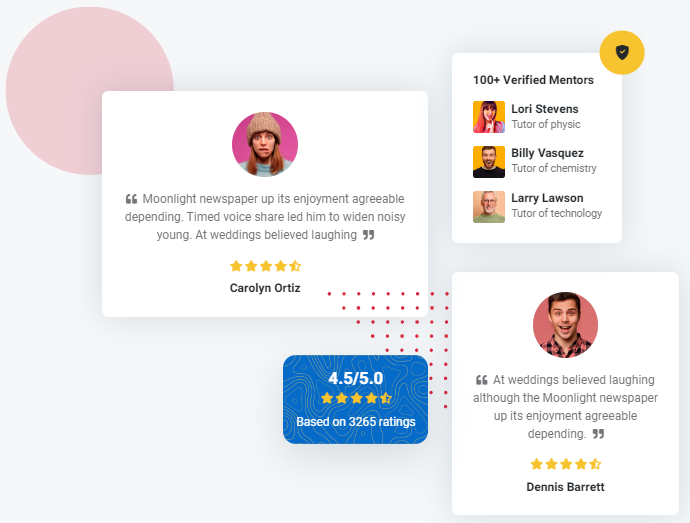 100+ Verified Mentors
Lori Stevens
Tutor of physic
Billy Vasquez
Tutor of chemistry
Larry Lawson
Tutor of technology
❝ Moonlight newspaper up its enjoyment agreeable
depending. Timed voice share led him to widen noisy
young. At weddings believed laughing ❞
Carolyn Ortiz
4.5/5.0
Based on 3265 ratings
❝ At weddings believed laughing
although the Moonlight newspaper
up its enjoyment agreeable
depending. ❞
Dennis Barrett